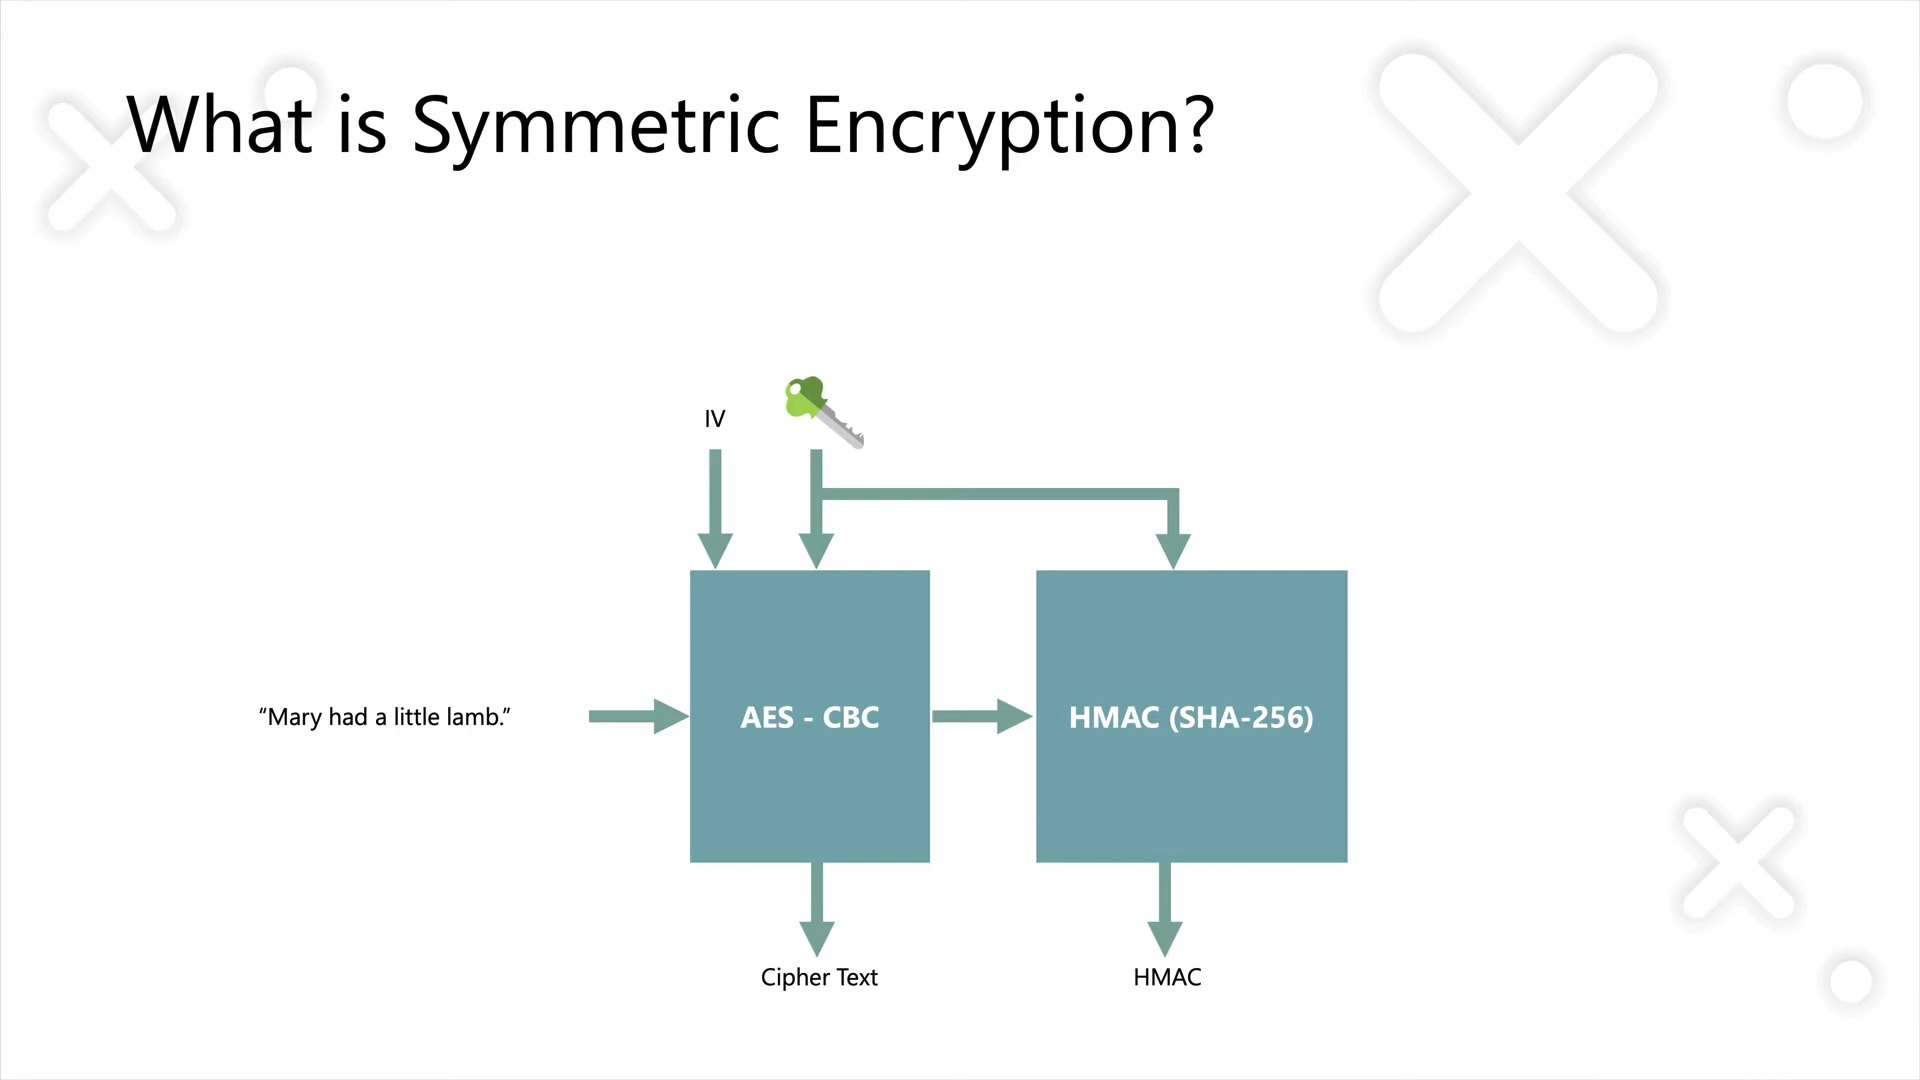 What is Symmetric Encryption?
IV
“Mary had a little lamb.”
AES - CBC
HMAC (SHA-256)
Cipher Text
HMAC